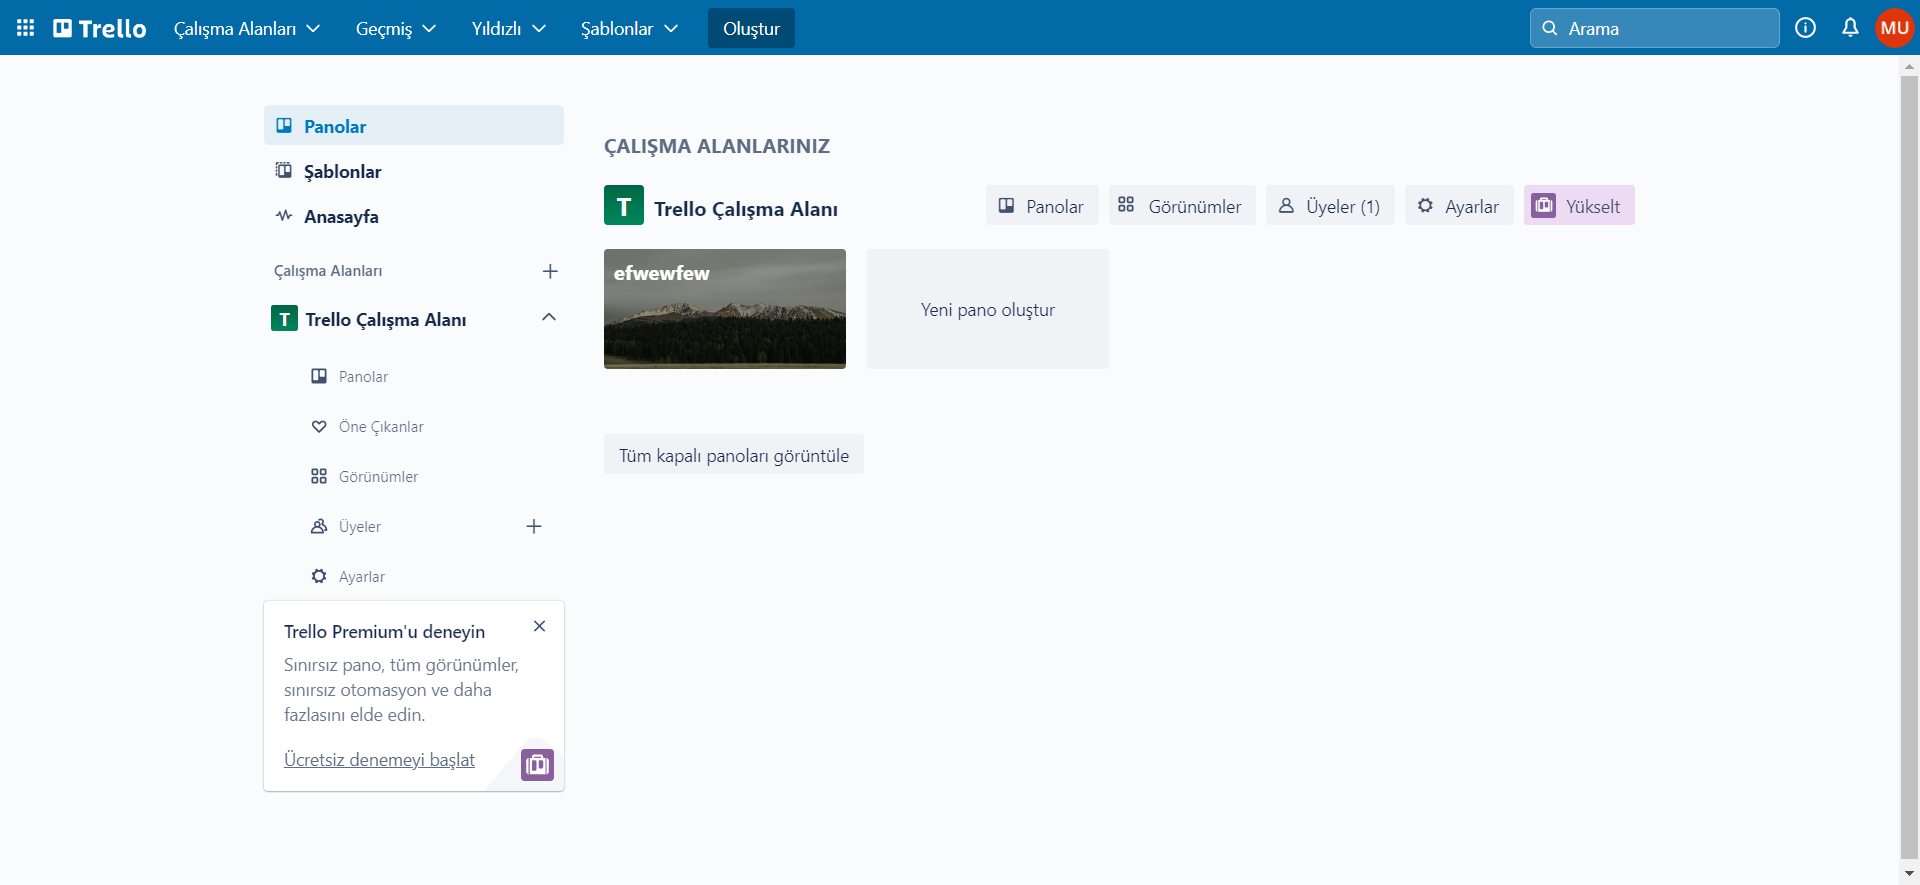 Trello
Çalışma Alanları
Geçmiş
Yıldızlı
Şablonlar
Oluştur
Arama
MU
Panolar
Şablonlar
Anasayfa
Çalışma Alanları
T Trello Çalışma Alanı
Panolar
Öne Çıkanlar
Görünümler
Üyeler
Ayarlar
Trello Premium'u deneyin
Sınırsız pano, tüm görünümler,
sınırsız otomasyon ve daha
fazlasını elde edin.
Ücretsiz denemeyi başlat
ÇALIŞMA ALANLARINIZ
T Trello Çalışma Alanı
Panolar
Görünümler
Üyeler (1)
Ayarlar
Yükselt
efwewfew
Yeni pano oluştur
Tüm kapalı panoları görüntüle